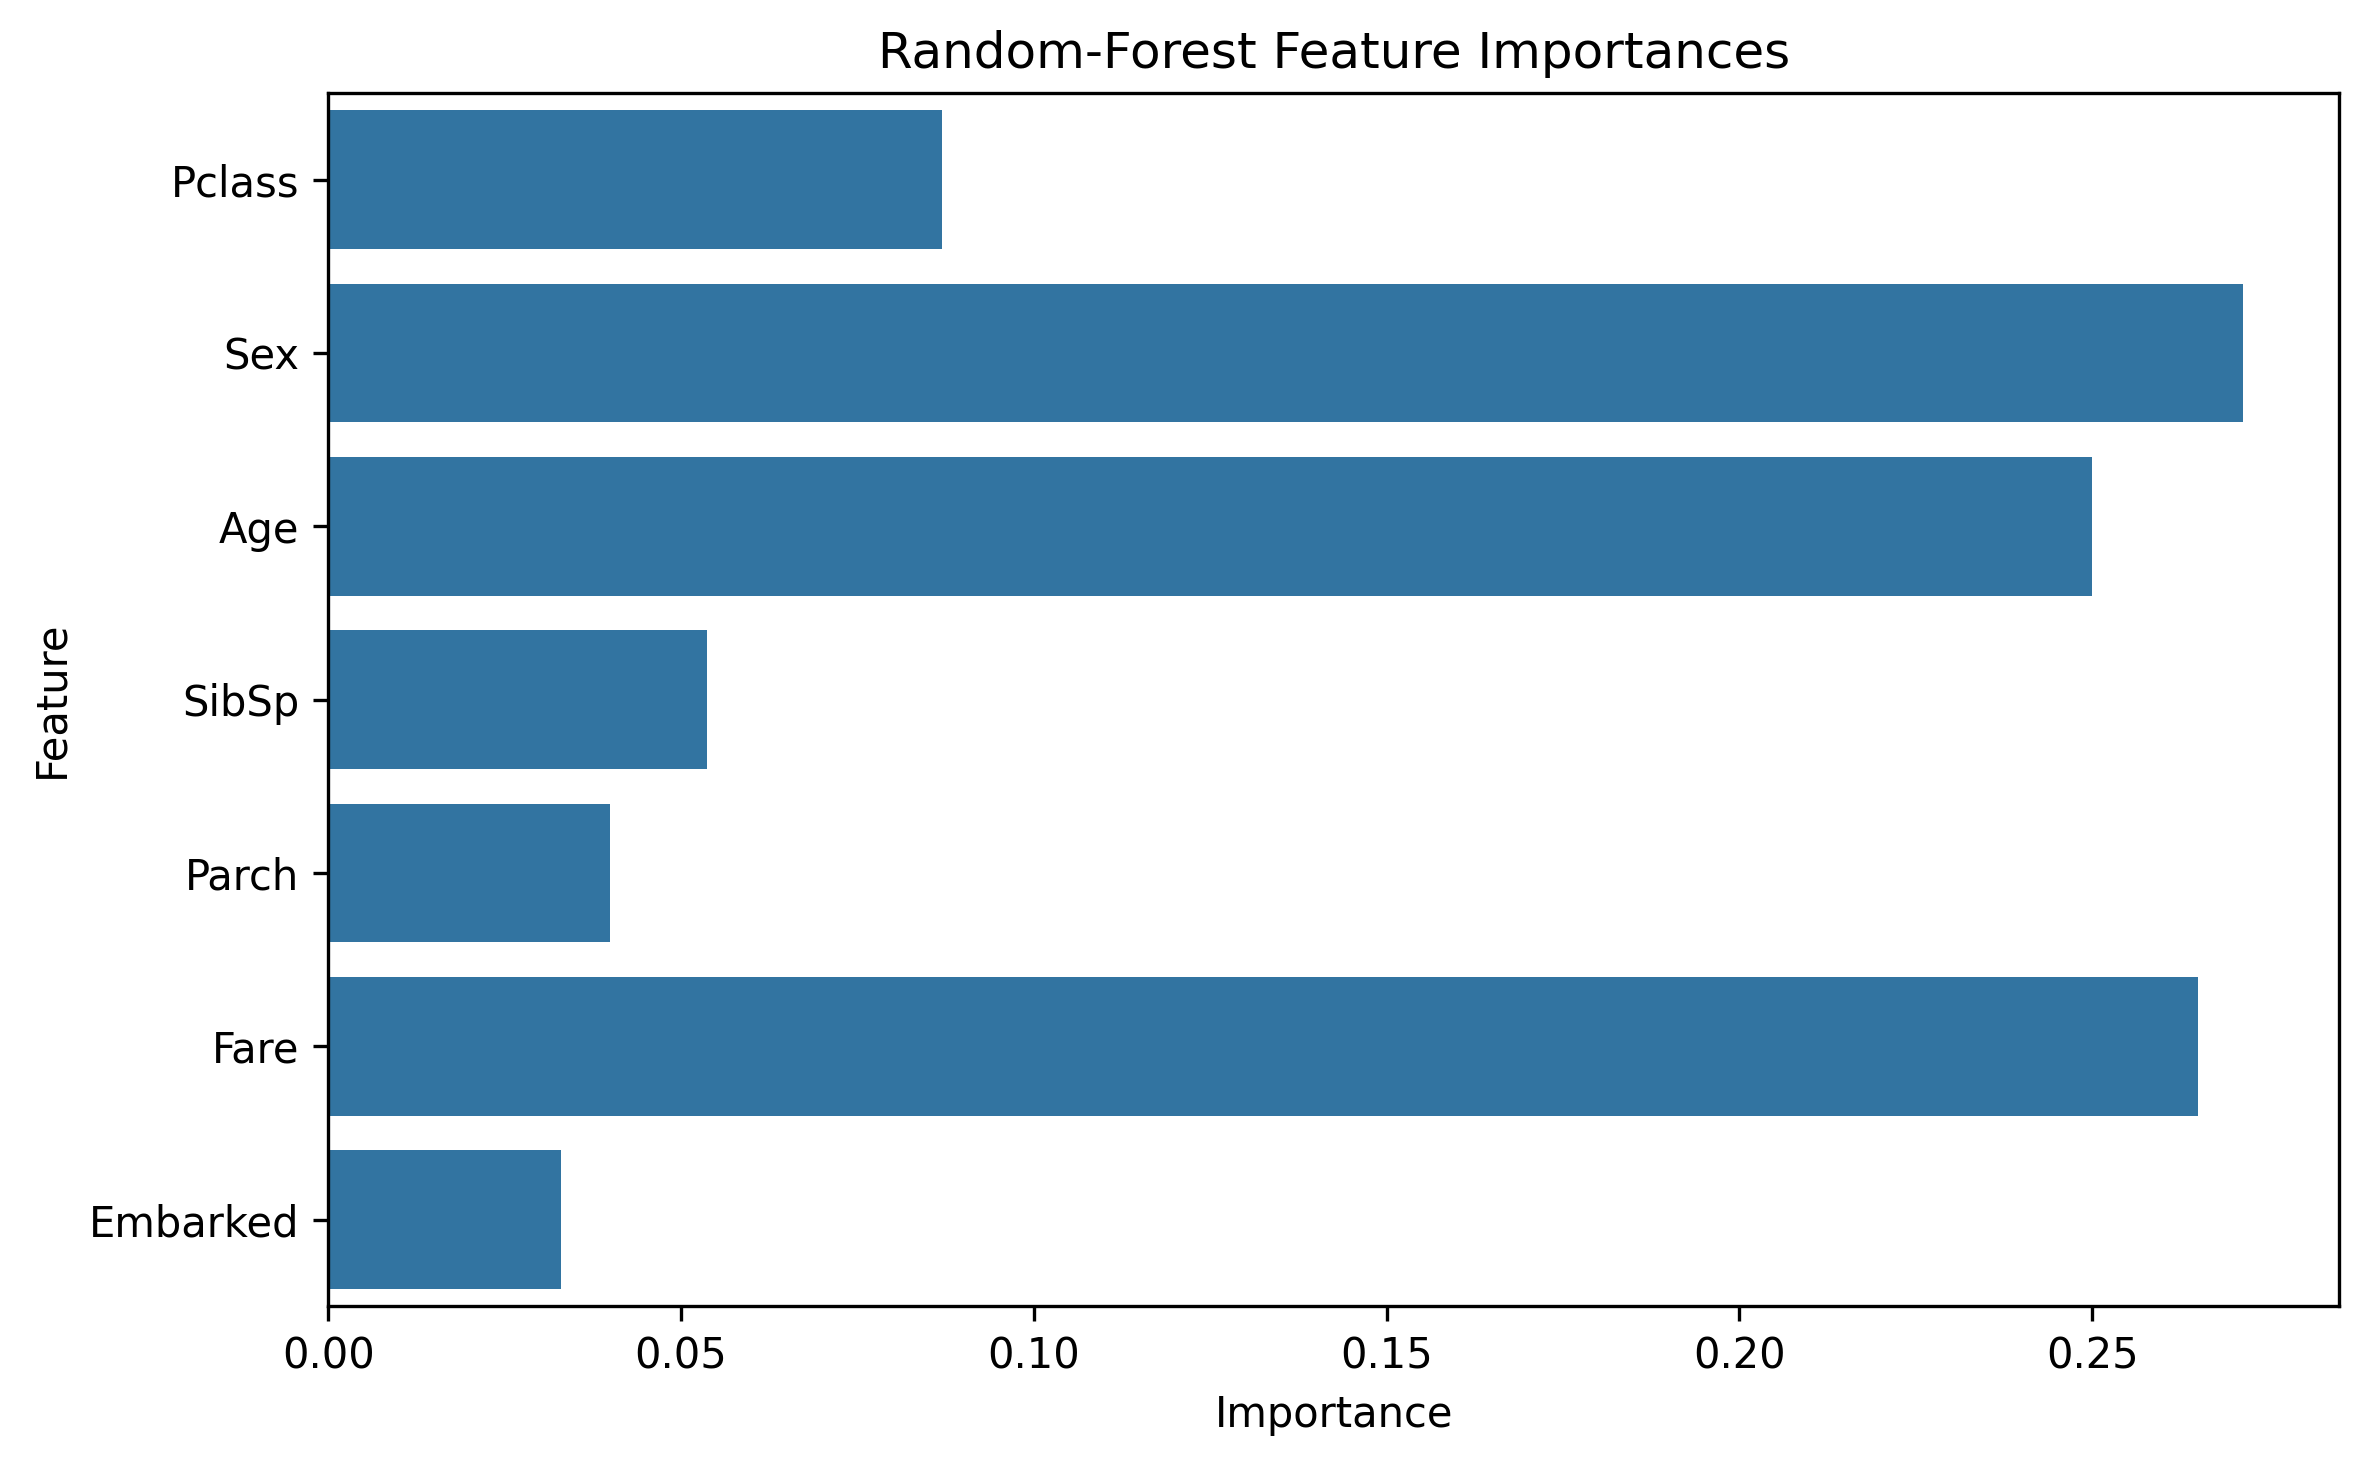 Random-Forest Feature Importances
Pclass
Sex
Age
SibSp
Parch
Fare
Embarked
Feature
0.00 0.05 0.10 0.15 0.20 0.25
Importance